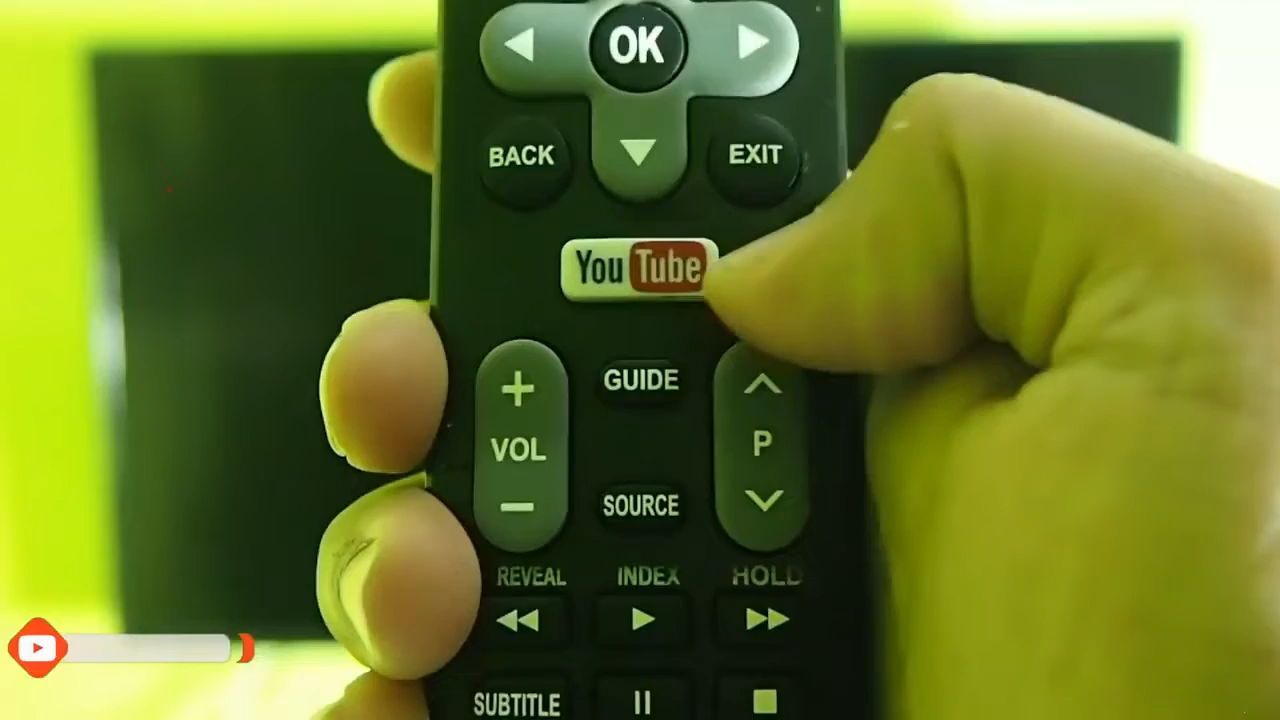 OK
BACK
EXIT
YouTube
+
GUIDE
VOL
P
-
SOURCE
REVEAL INDEX HOLD
SUBTITLE